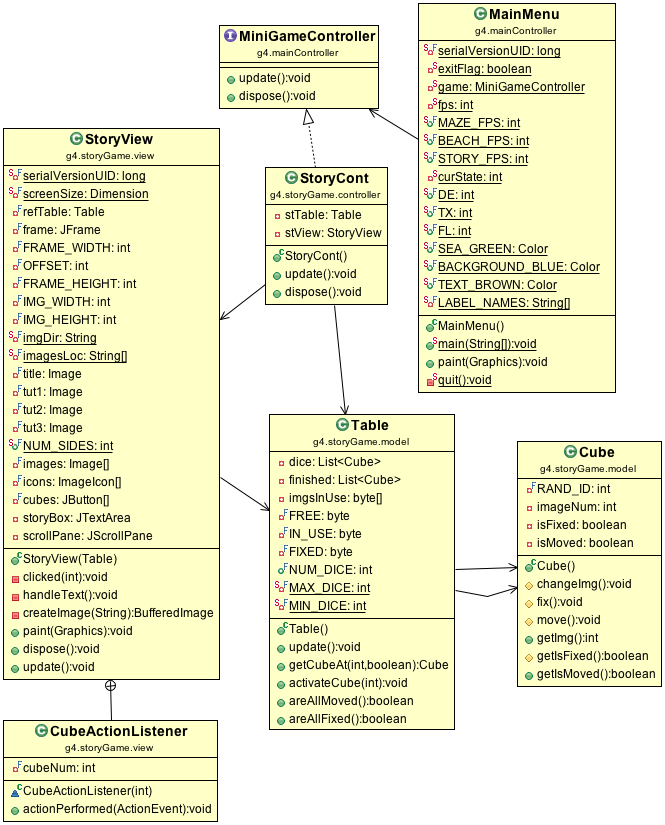 MiniGameController
g4.mainController
update():void
dispose():void
MainMenu
g4.mainController
serialVersionUID: long
exitFlag: boolean
game: MiniGameController
fps: int
MAZE_FPS: int
BEACH_FPS: int
STORY_FPS: int
curState: int
DE: int
TX: int
FL: int
SEA_GREEN: Color
BACKGROUND_BLUE: Color
TEXT_BROWN: Color
LABEL_NAMES: String[]
MainMenu()
main(String[]):void
paint(Graphics):void
quit():void
StoryView
g4.storyGame.view
serialVersionUID: long
screenSize: Dimension
refTable: Table
frame: JFrame
FRAME_WIDTH: int
OFFSET: int
FRAME_HEIGHT: int
IMG_WIDTH: int
IMG_HEIGHT: int
imgDir: String
imagesLoc: String[]
title: Image
tut1: Image
tut2: Image
tut3: Image
NUM_SIDES: int
images: Image[]
icons: ImageIcon[]
cubes: JButton[]
storyBox: JTextArea
scrollPane: JScrollPane
StoryView(Table)
clicked(int):void
handleText():void
createImage(String):BufferedImage
paint(Graphics):void
dispose():void
update():void
StoryCont
g4.storyGame.controller
stTable: Table
stView: StoryView
StoryCont()
update():void
dispose():void
Table
g4.storyGame.model
dice: List<Cube>
finished: List<Cube>
imgsInUse: byte[]
FREE: byte
IN_USE: byte
FIXED: byte
NUM_DICE: int
MAX_DICE: int
MIN_DICE: int
Table()
update():void
getCubeAt(int,boolean):Cube
activateCube(int):void
areAllMoved():boolean
areAllFixed():boolean
Cube
g4.storyGame.model
RAND_ID: int
imageNum: int
isFixed: boolean
isMoved: boolean
Cube()
changeImg():void
fix():void
move():void
getImg():int
getIsFixed():boolean
getIsMoved():boolean
CubeActionListener
g4.storyGame.view
cubeNum: int
CubeActionListener(int)
actionPerformed(ActionEvent):void